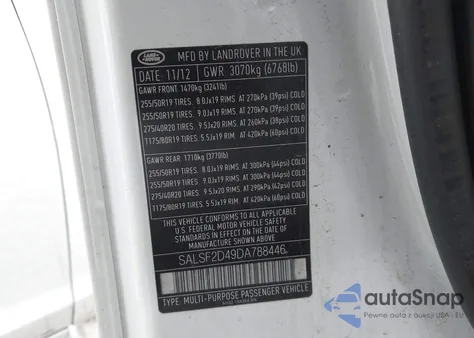 LAND ROVER
MFD BY LANDROVER IN THE UK
DATE 11/12 GWR 3070kg (6768lb)
GAWR FRONT 1470kg (3241lb)
255/50R19 TIRES 8.0Jx19 RIMS. AT 270kPa (39psi) COLD
255/50R19 TIRES 9.0Jx19 RIMS. AT 270kPa (39psi) COLD
275/40R20 TIRES 9.5Jx20 RIMS. AT 260kPa (38psi) COLD
T175/80R19 TIRES 5.5Jx19 RIM. AT 420kPa (60psi) COLD
GAWR REAR 1710kg (3770lb)
255/50R19 TIRES 8.0Jx19 RIMS. AT 300kPa (44psi) COLD
255/50R19 TIRES 9.0Jx19 RIMS. AT 300kPa (44psi) COLD
275/40R20 TIRES 9.5Jx20 RIMS. AT 290kPa (42psi) COLD
T175/80R19 TIRES 5.5Jx19 RIM. AT 420kPa (60psi) COLD
THIS VEHICLE CONFORMS TO ALL APPLICABLE
U.S. FEDERAL MOTOR VEHICLE SAFETY
STANDARDS IN EFFECT ON THE DATE OF
MANUFACTURE SHOWN ABOVE.
SALSF2D49DA788446
TYPE: MULTI-PURPOSE PASSENGER VEHICLE
autoSnap
Pewny partner z aukcji USA - EU